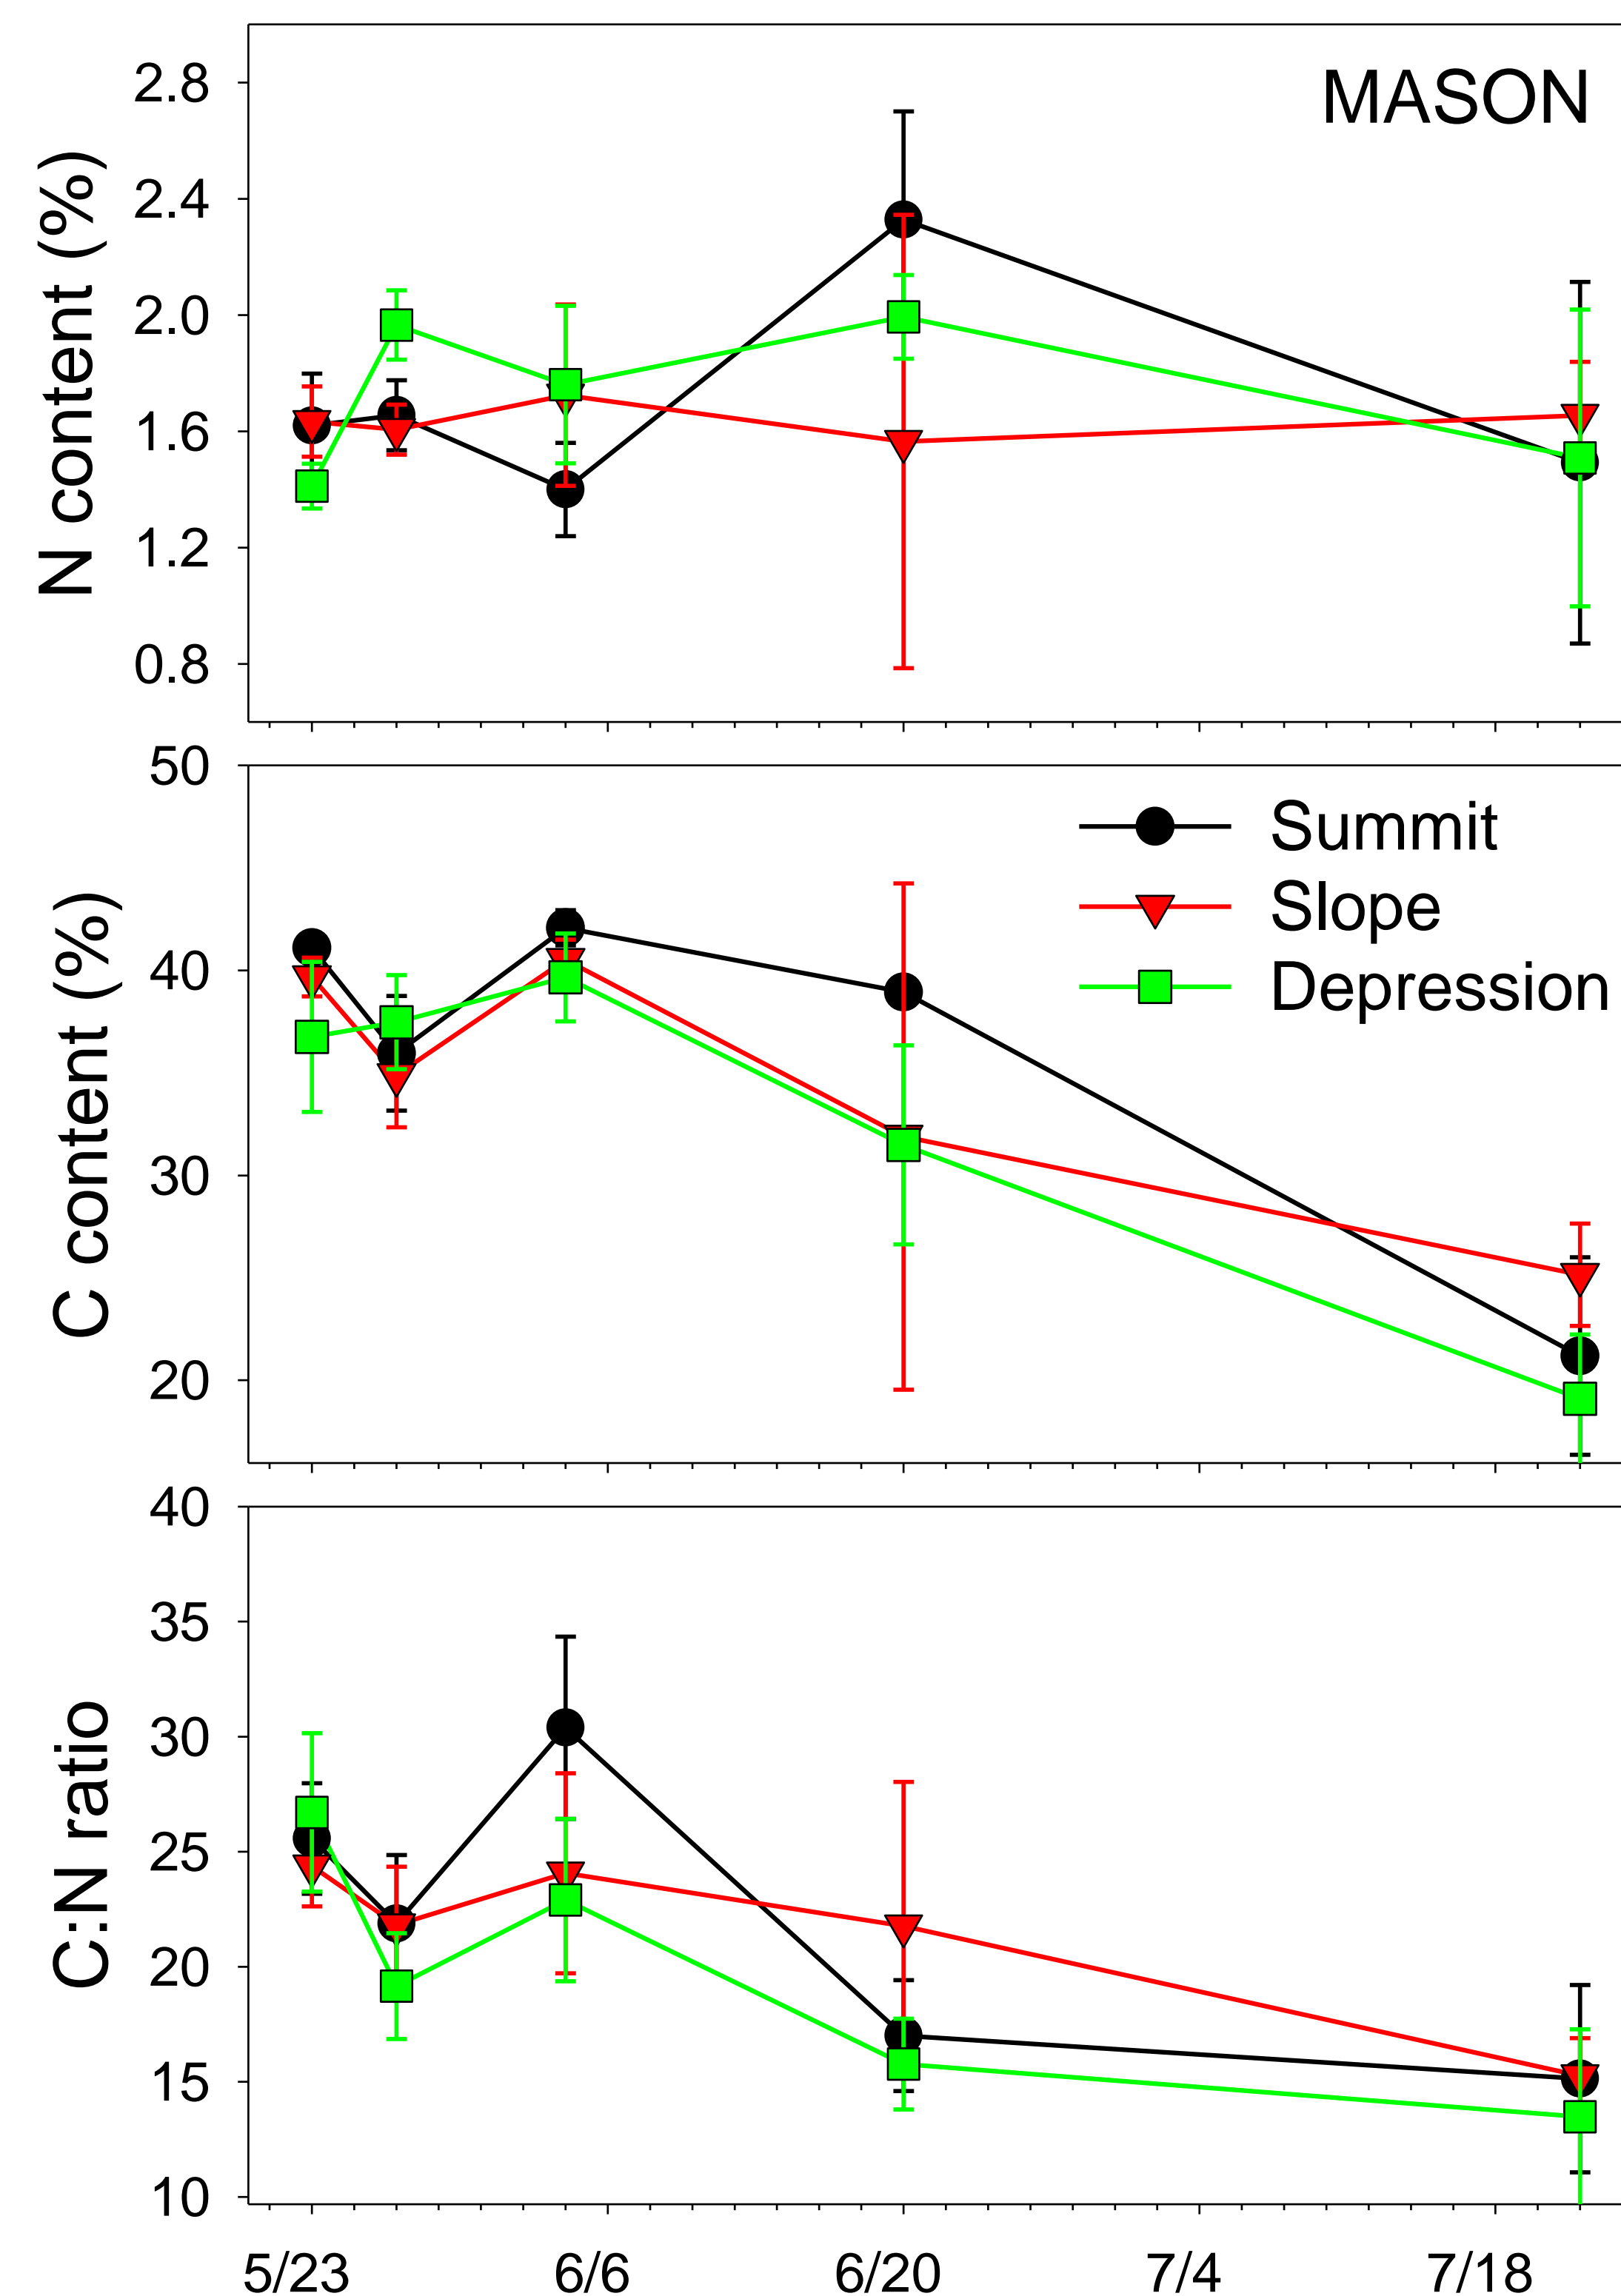 MASON
N content (%)
2.8
2.4
2.0
1.6
1.2
0.8
C content (%)
50
40
30
20
Summit
Slope
Depression
C:N ratio
40
35
30
25
20
15
10
5/23 6/6 6/20 7/4 7/18